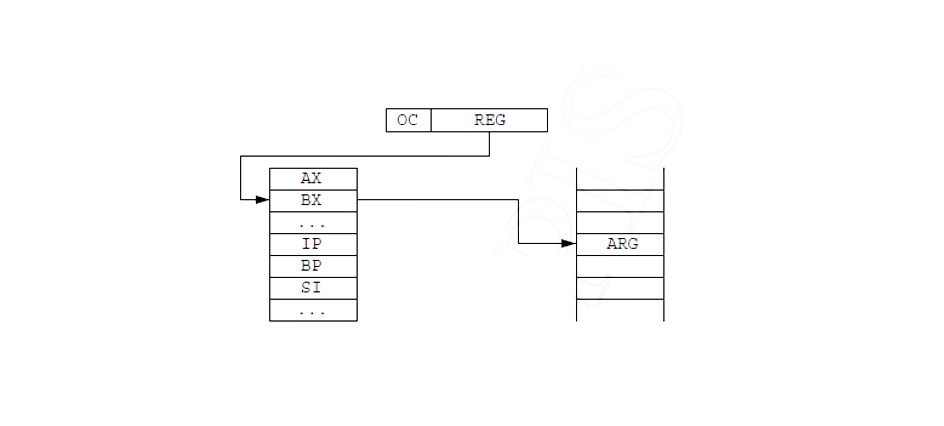 OC REG
AX
BX
...
IP
ARG
BP
SI
...